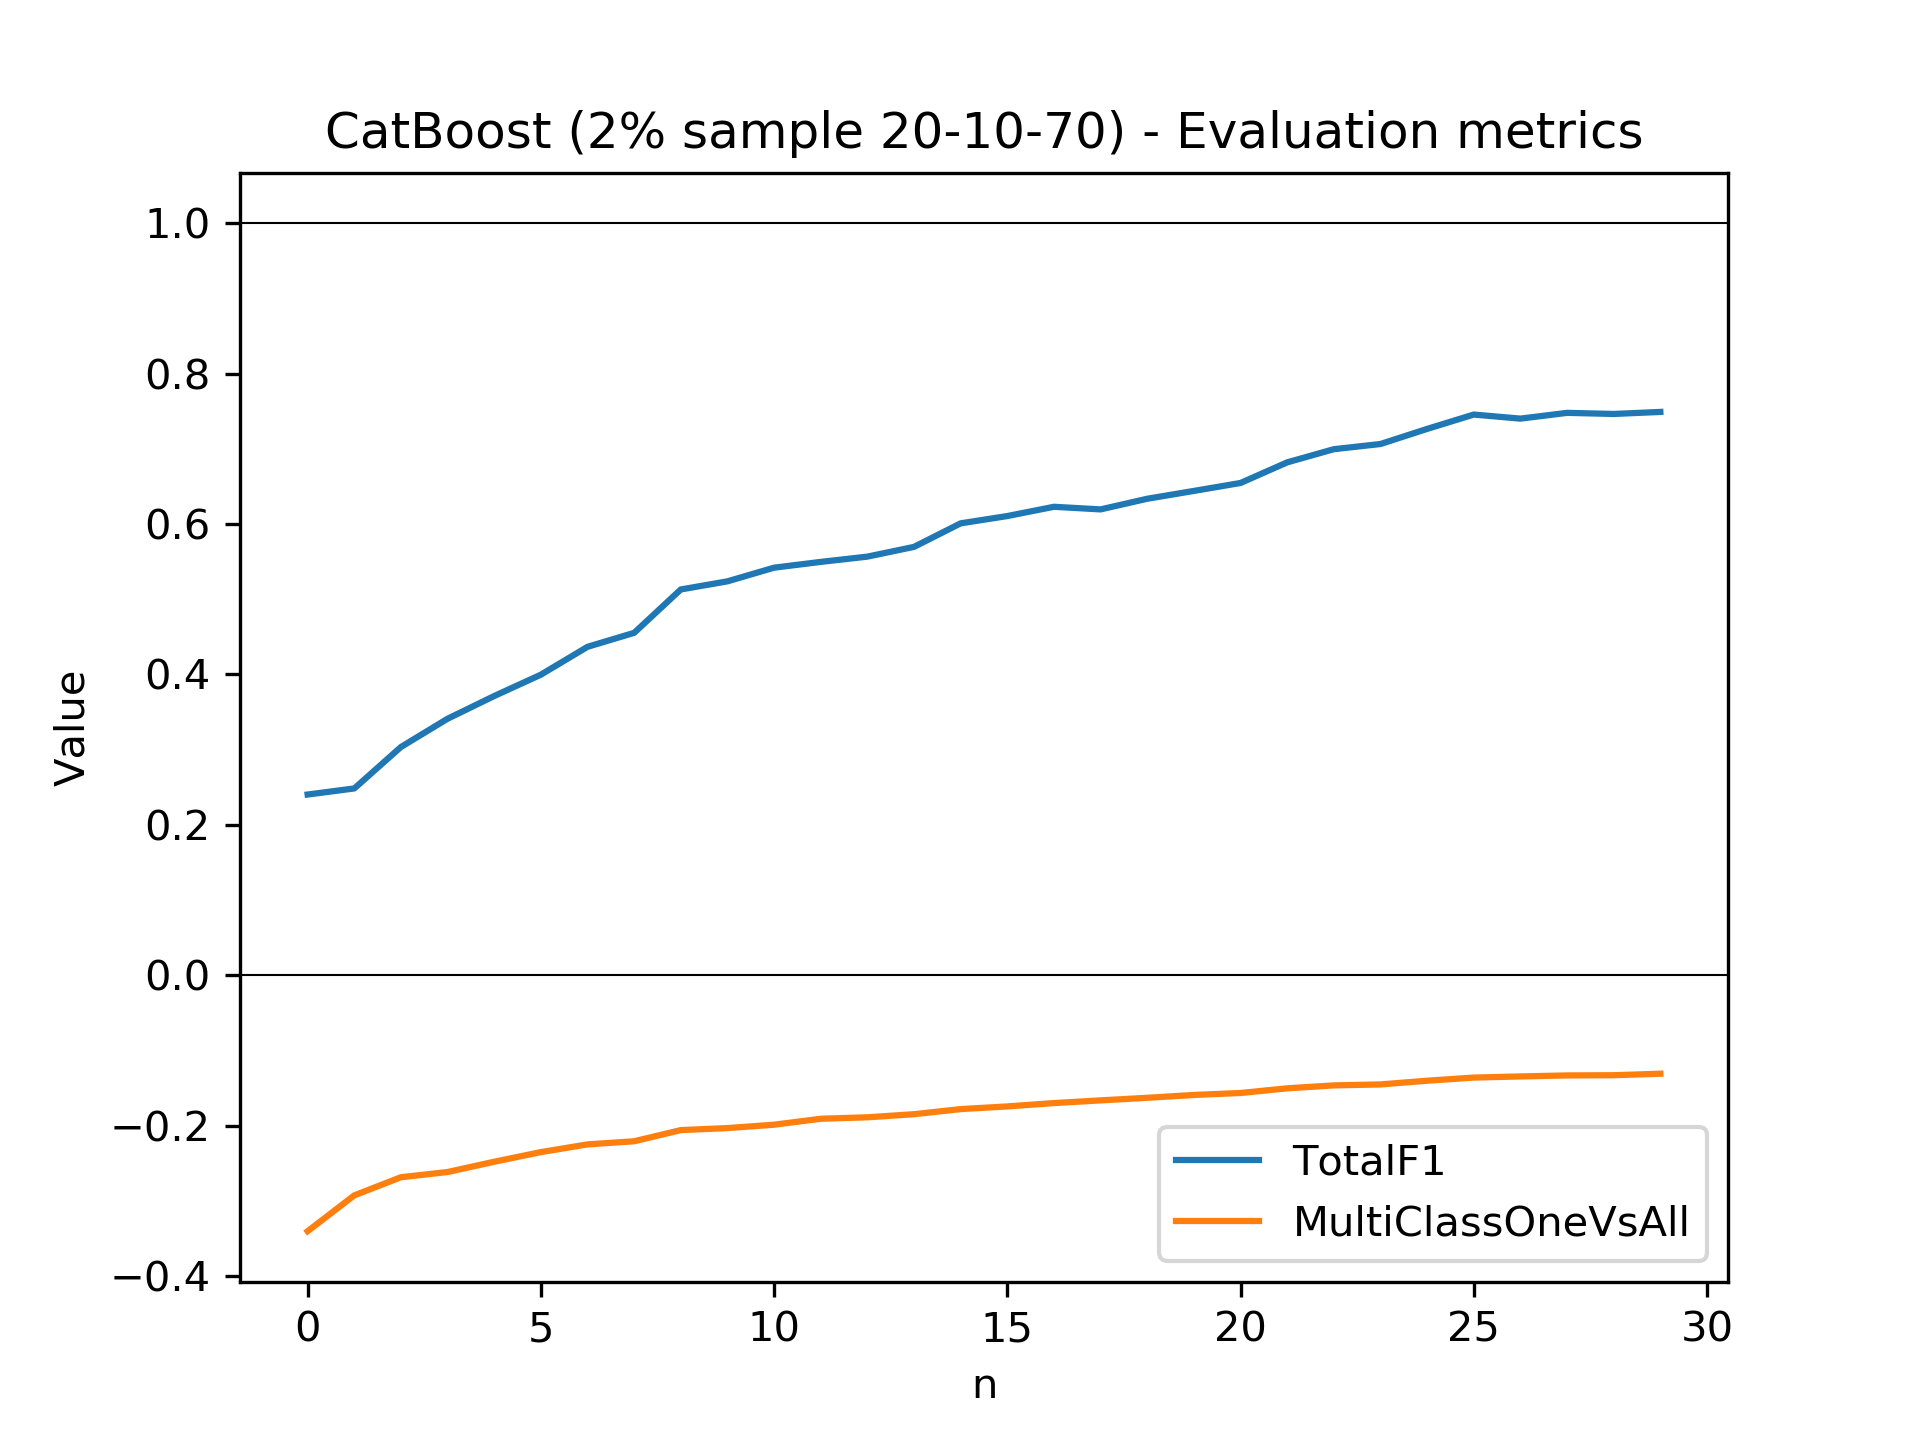 CatBoost (2% sample 20-10-70) - Evaluation metrics
1.0
0.8
0.6
0.4
0.2
0.0
−0.2
−0.4
Value
TotalF1
MultiClassOneVsAll
0 5 10 15 20 25 30
n